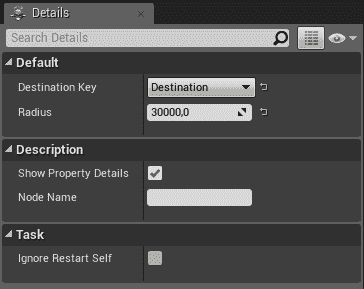 Details
Search Details
Default
Destination Key Destination
Radius 30000,0
Description
Show Property Details
Node Name
Task
Ignore Restart Self